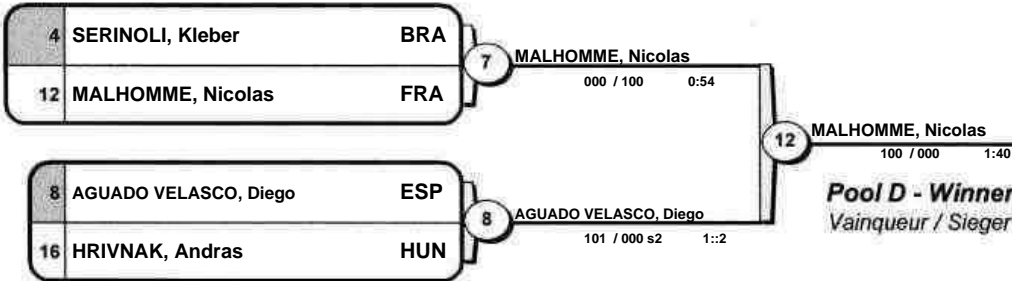 4 SERINOLI, Kleber BRA
12 MALHOMME, Nicolas FRA
7
MALHOMME, Nicolas
000 / 100 0:54
8 AGUADO VELASCO, Diego ESP
16 HRIVNAK, Andras HUN
8
AGUADO VELASCO, Diego
101 / 000 s2 1::2
12
MALHOMME, Nicolas
100 / 000 1:40
Pool D - Winner
Vainqueur / Sieger